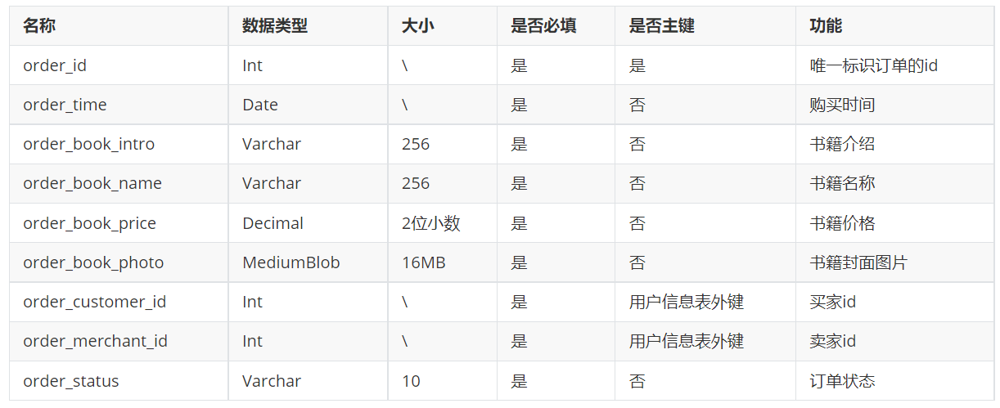 名称 数据类型 大小 是否必填 是否主键 功能
order_id Int \ 是 是 唯一标识订单的id
order_time Date \ 是 否 购买时间
order_book_intro Varchar 256 是 否 书籍介绍
order_book_name Varchar 256 是 否 书籍名称
order_book_price Decimal 2位小数 是 否 书籍价格
order_book_photo MediumBlob 16MB 是 否 书籍封面图片
order_customer_id Int \ 是 用户信息表外键 买家id
order_merchant_id Int \ 是 用户信息表外键 卖家id
order_status Varchar 10 是 否 订单状态